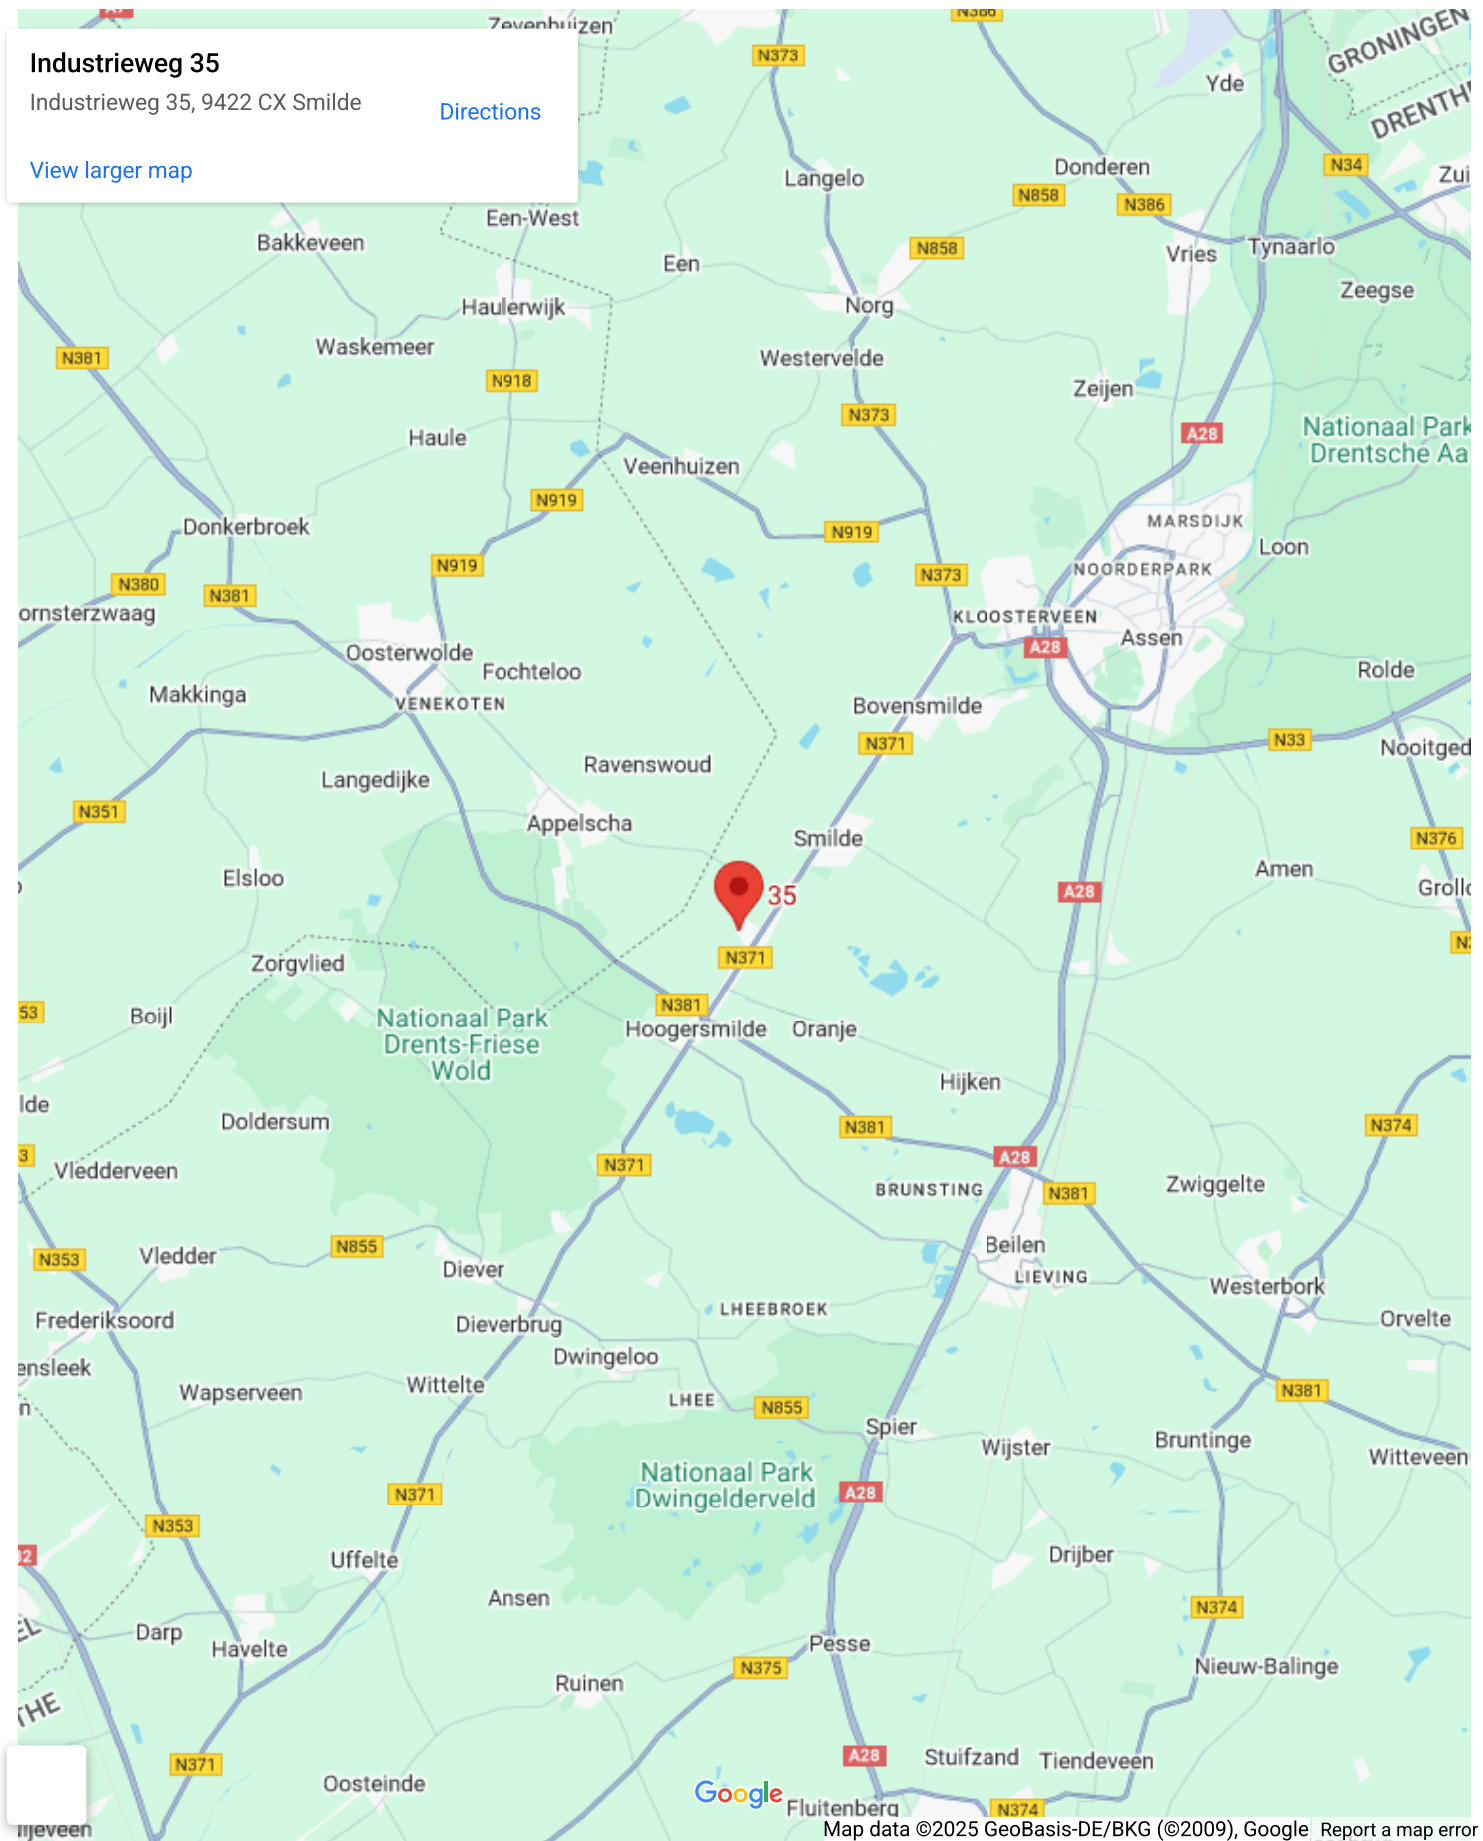 A7
Zevenhuizen
N386
Industrieweg 35
Industrieweg 35, 9422 CX Smilde
Directions
View larger map
N373
GRONINGEN
Yde
DRENTHE
Donderen
N34
Langelo
N858
N386
Een-West
Bakkeveen
Een
N858
Vries
Tynaarlo
Zeegse
Haulerwijk
Norg
Waskemeer
Westervelde
N381
N918
Zeijen
N373
A28
Nationaal Park
Drentsche Aa
Haule
Veenhuizen
N919
N919
MARSDIJK
Donkerbroek
Loon
N919
NOORDERPARK
N380
N381
N373
ornsterzwaag
KLOOSTERVEEN
Assen
A28
Oosterwolde
Fochteloo
Rolde
Makkinga
VENEKOTEN
Bovensmilde
N371
N33
Nooitged
Ravenswoud
Langedijke
N351
Appelscha
Smilde
N376
Elsloo
Amen
A28
Grollo
35
N371
Zorgvlied
53
N381
Boijl
Nationaal Park
Drents-Friese
Wold
Hoogersmilde
Oranje
Hijken
lde
Doldersum
N381
N374
3
A28
Vledderveen
N371
BRUNSTING
N381
Zwiggelte
N353
Vledder
N855
Diever
Beilen
LIEVING
Westerbork
Frederiksoord
LHEEBROEK
Orvelte
Dieverbrug
ensleek
Dwingeloo
Wapserveen
Wittelte
LHEE
N855
N381
n
Spier
Wijster
Bruntinge
Witteveen
Nationaal Park
Dwingelderveld
A28
N371
N353
Uffelte
Drijber
Ansen
N374
Darp
Havelte
Pesse
N375
Nieuw-Balinge
Ruinen
THE
N371
A28
Stuifzand
Tiendeveen
Oosteinde
Google
Fluitenberg
N374
ijeveen
Map data ©2025 GeoBasis-DE/BKG (©2009), Google
Report a map error